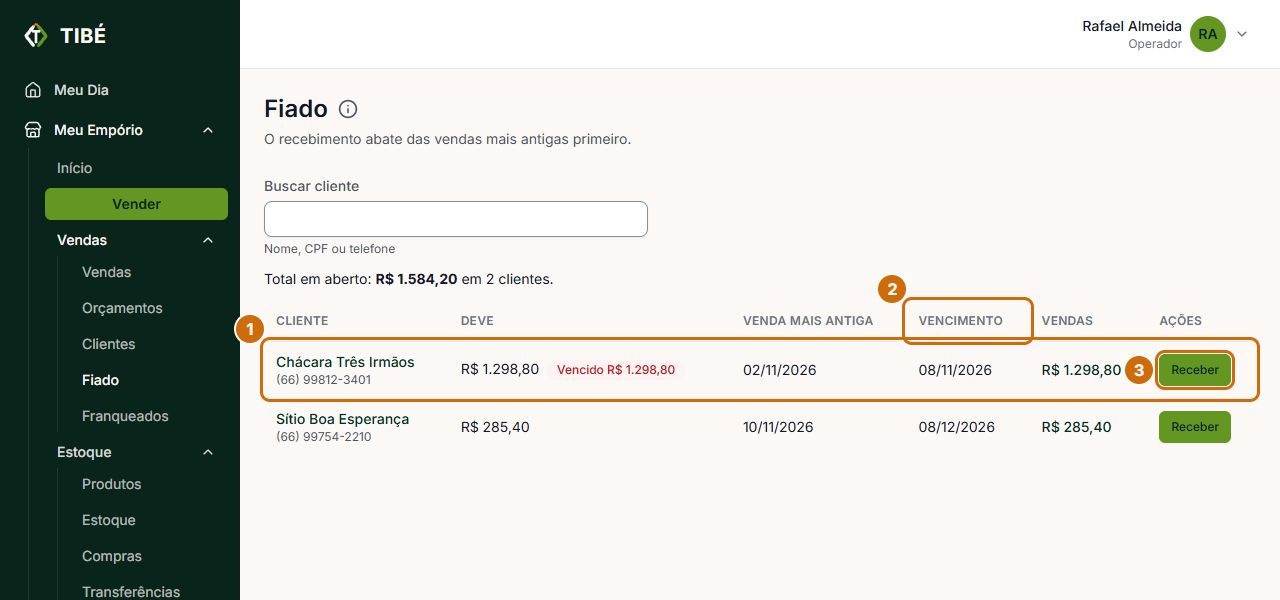 TIBÉ
Rafael Almeida
Operador
RA
Meu Dia
Meu Empório
Início
Vender
Vendas
Vendas
Orçamentos
Clientes
Fiado
Franqueados
Estoque
Produtos
Estoque
Compras
Transferências
Fiado
O recebimento abate das vendas mais antigas primeiro.
Buscar cliente
Nome, CPF ou telefone
Total em aberto: R$ 1.584,20 em 2 clientes.
2
1
CLIENTE DEVE VENDA MAIS ANTIGA VENCIMENTO VENDAS AÇÕES
Chácara Três Irmãos R$ 1.298,80 Vencido R$ 1.298,80 02/11/2026 08/11/2026 R$ 1.298,80 3 Receber
(66) 99812-3401
Sítio Boa Esperança R$ 285,40 10/11/2026 08/12/2026 R$ 285,40 Receber
(66) 99754-2210